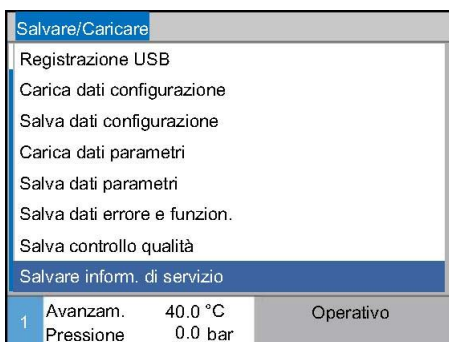 Salvare/Caricare
Registrazione USB
Carica dati configurazione
Salva dati configurazione
Carica dati parametri
Salva dati parametri
Salva dati errore e funzion.
Salva controllo qualità
Salvare inform. di servizio
1 Avanzam. 40.0 °C Operativo
Pressione 0.0 bar